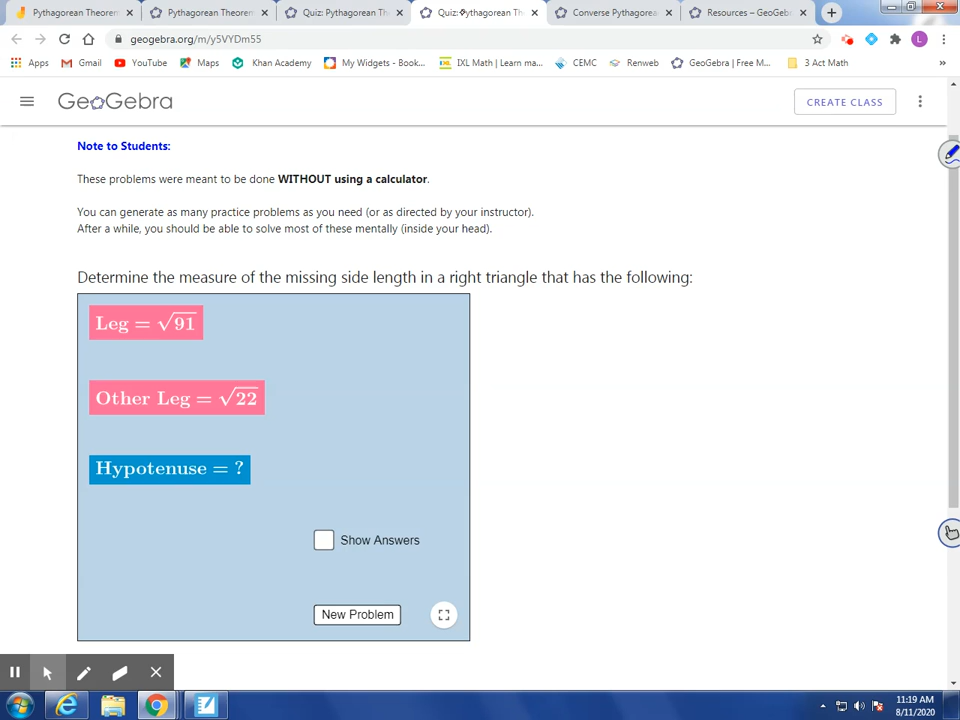 Pythagorean Theorem
Pythagorean Theorem
Quiz: Pythagorean Th
Quiz: Pythagorean Th
Converse Pythagorea
Resources – GeoGebr
geogebra.org/m/y5VYDm55
L
Apps
Gmail
YouTube
Maps
Khan Academy
My Widgets - Book...
IXL Math | Learn ma...
CEMC
Renweb
GeoGebra | Free M...
3 Act Math
»
GeoGebra
CREATE CLASS
Note to Students:
These problems were meant to be done WITHOUT using a calculator.
You can generate as many practice problems as you need (or as directed by your instructor).
After a while, you should be able to solve most of these mentally (inside your head).
Determine the measure of the missing side length in a right triangle that has the following:
Leg = √91
Other Leg = √22
Hypotenuse = ?
Show Answers
New Problem
11:19 AM
8/11/2020